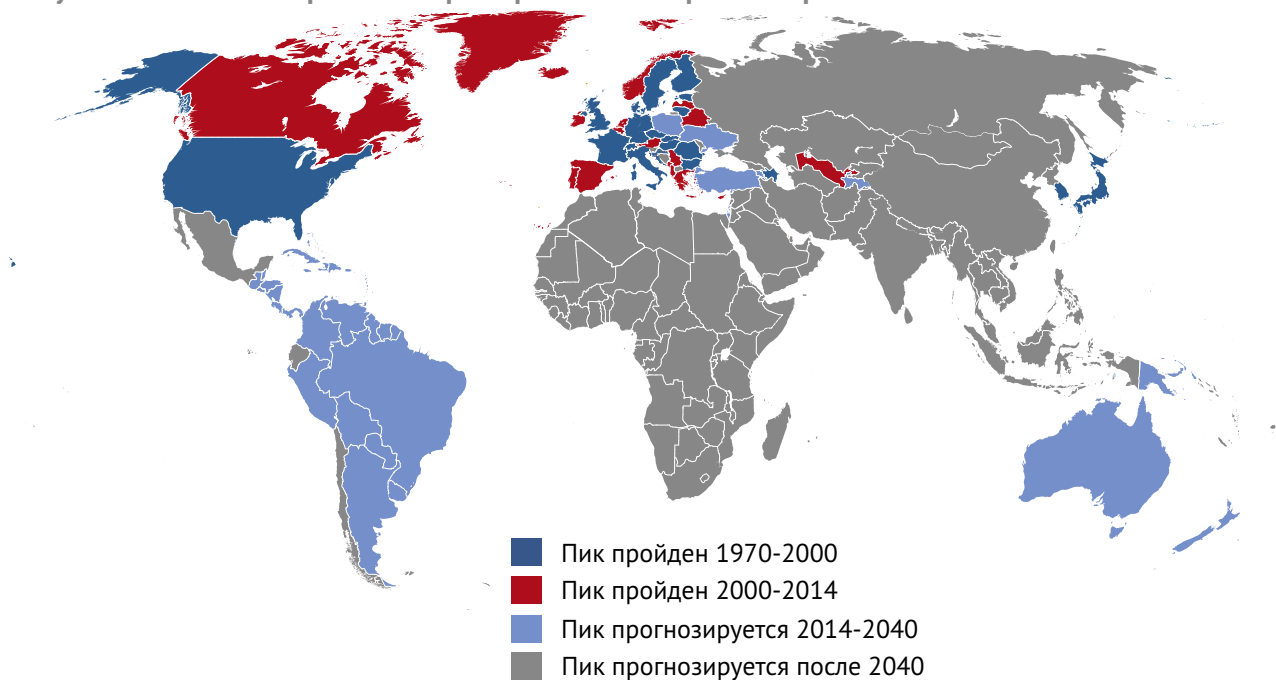 Пик пройден 1970-2000
Пик пройден 2000-2014
Пик прогнозируется 2014-2040
Пик прогнозируется после 2040